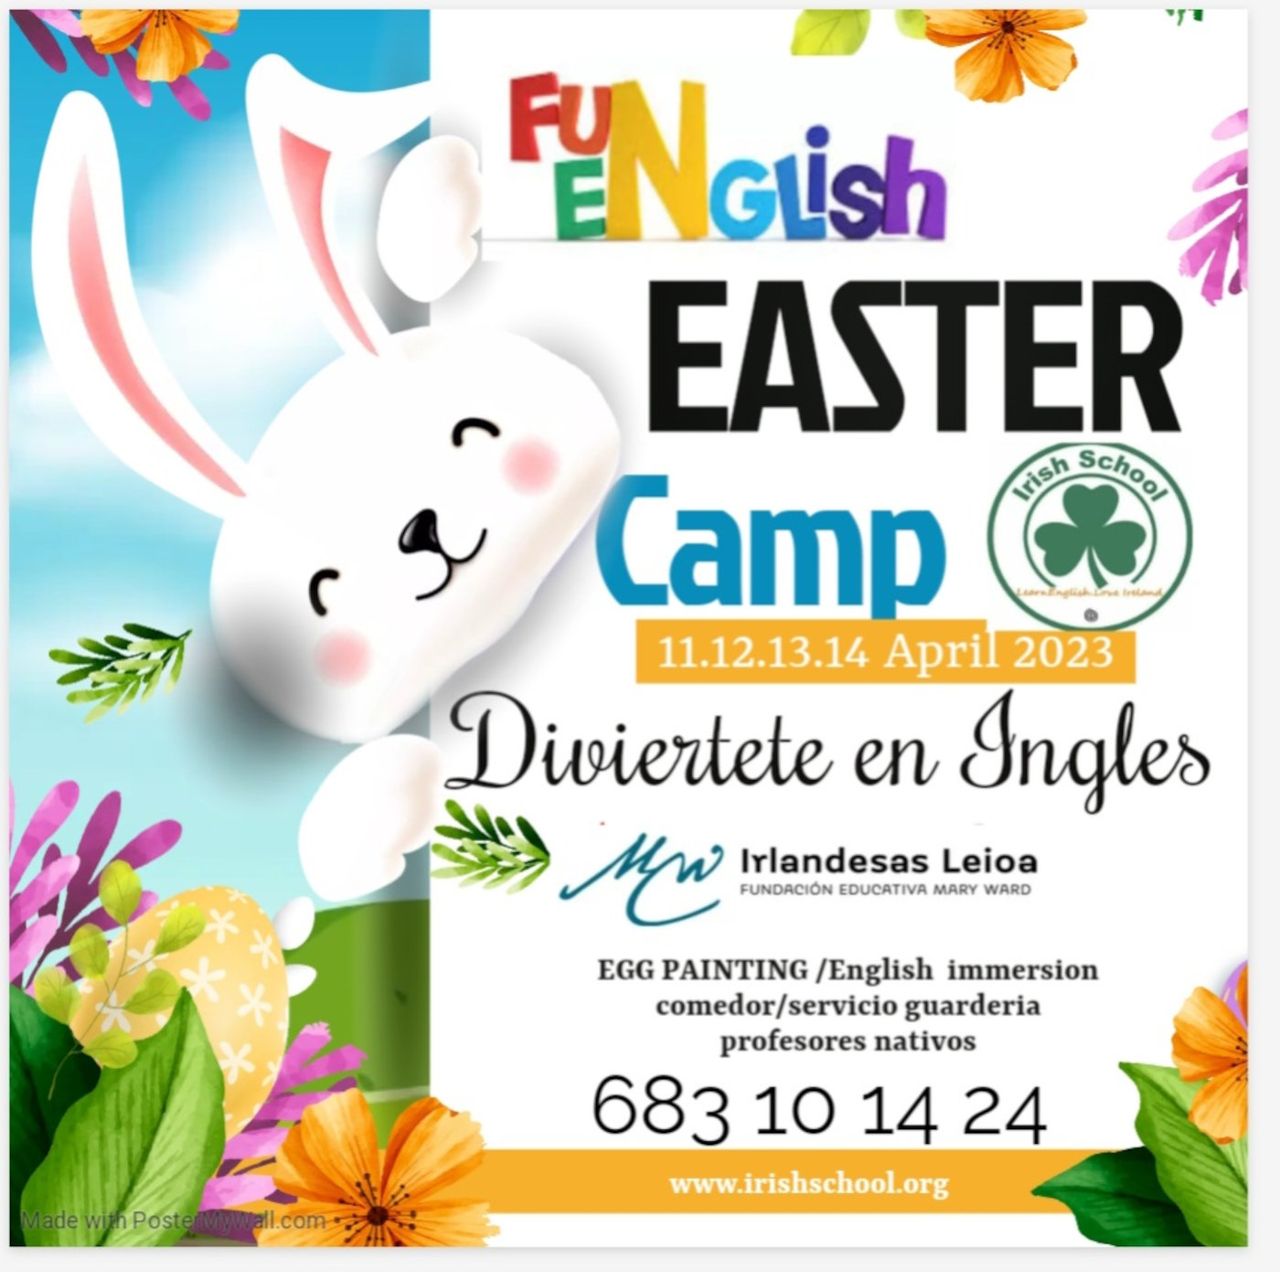 FUN
ENGLish
EASTER
Camp
Irish School
LearnEnglish.Love Ireland
11.12.13.14 April 2023
Diviertete en Ingles
MW Irlandesas Leioa
FUNDACIÓN EDUCATIVA MARY WARD
EGG PAINTING /English immersion
comedor/servicio guarderia
profesores nativos
683 10 14 24
www.irishschool.org
Made with PosterMyWall.com